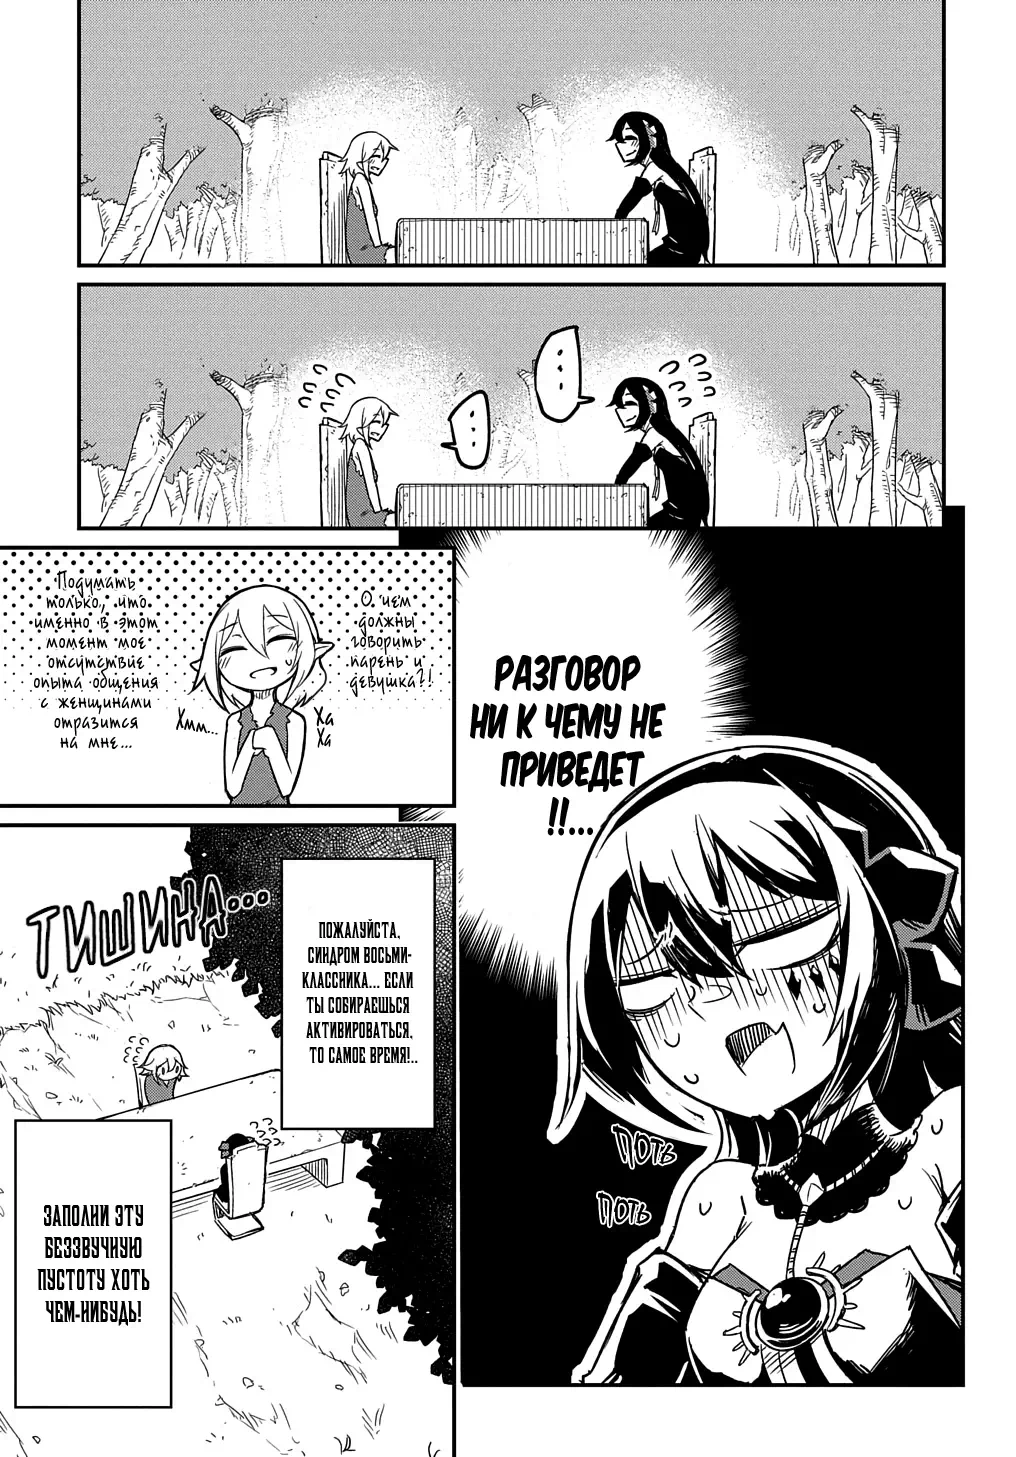 ...
...
РАЗГОВОР
НИ К ЧЕМУ НЕ
ПРИВЕДЕТ
!!...
ПОТЬ
ПОТЬ
О чем
должны
говорить
парень и
девушка?!
Подумать
только, что
именно в этот
момент мое
отсутствие
опыта общения
с женщинами
отразится
на мне...
Хмм...
Ха
Ха
ТИШИНА...
ПОЖАЛУЙСТА,
СИНДРОМ ВОСЬМИ-
КЛАССНИКА... ЕСЛИ
ТЫ СОБИРАЕШЬСЯ
АКТИВИРОВАТЬСЯ,
ТО САМОЕ ВРЕМЯ!..
ЗАПОЛНИ ЭТУ
БЕЗЗВУЧНУЮ
ПУСТОТУ ХОТЬ
ЧЕМ-НИБУДЬ!